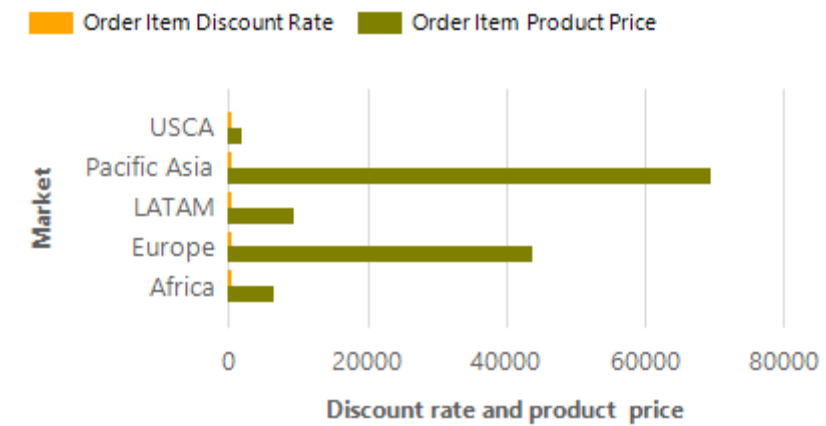 Order Item Discount Rate Order Item Product Price
USCA
Pacific Asia
LATAM
Europe
Africa
Market
0 20000 40000 60000 80000
Discount rate and product price